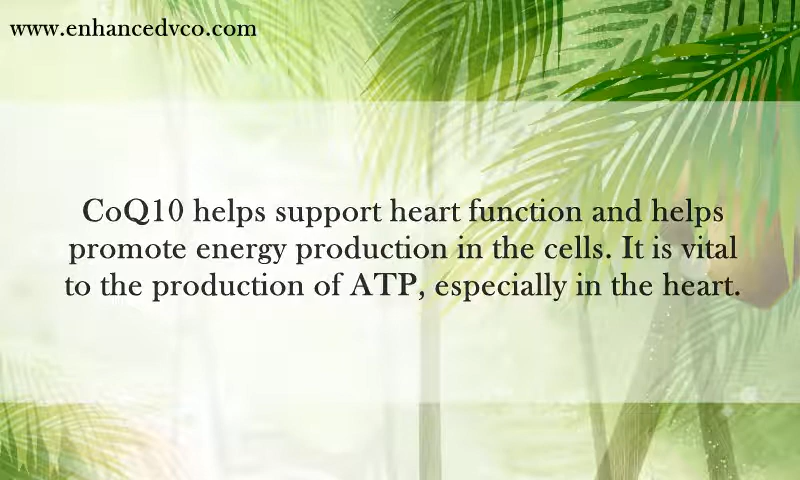 www.enhancedvco.com
CoQ10 helps support heart function and helps
promote energy production in the cells. It is vital
to the production of ATP, especially in the heart.